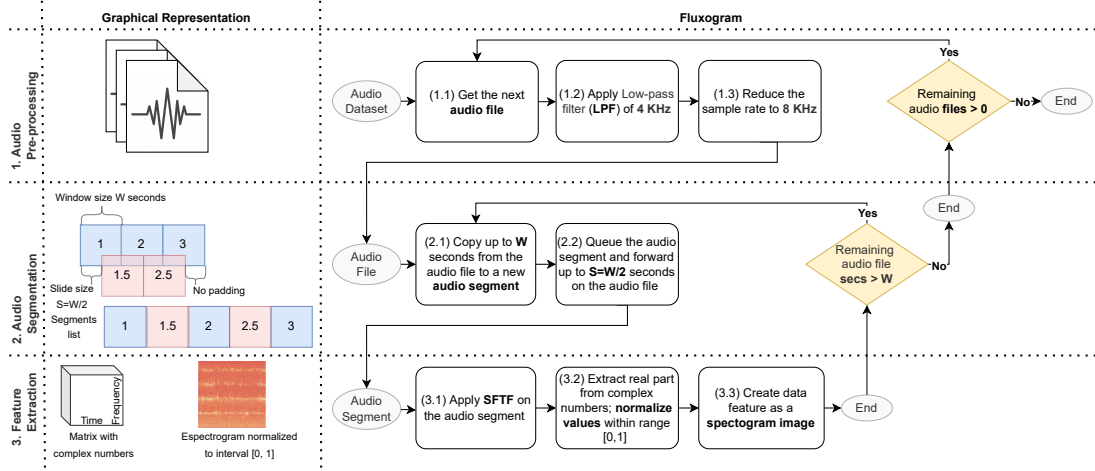 Graphical Representation
Fluxogram
1. Audio
Pre-processing
Audio
Dataset
(1.1) Get the next
audio file
(1.2) Apply Low-pass
filter (LPF) of 4 KHz
(1.3) Reduce the
sample rate to 8 KHz
Yes
Remaining
audio files > 0
No
End
2. Audio
Segmentation
Window size W seconds
1
2
3
1.5
2.5
Slide size
S=W/2
No padding
Segments
list
1
1.5
2
2.5
3
Audio
File
(2.1) Copy up to W
seconds from the
audio file to a new
audio segment
(2.2) Queue the audio
segment and forward
up to S=W/2 seconds
on the audio file
Yes
Remaining
audio file
secs > W
No
End
3. Feature
Extraction
Time
Frequency
Matrix with
complex numbers
Espectrogram normalized
to interval [0, 1]
Audio
Segment
(3.1) Apply SFTF on
the audio segment
(3.2) Extract real part
from complex
numbers; normalize
values within range
[0,1]
(3.3) Create data
feature as a
spectogram image
End